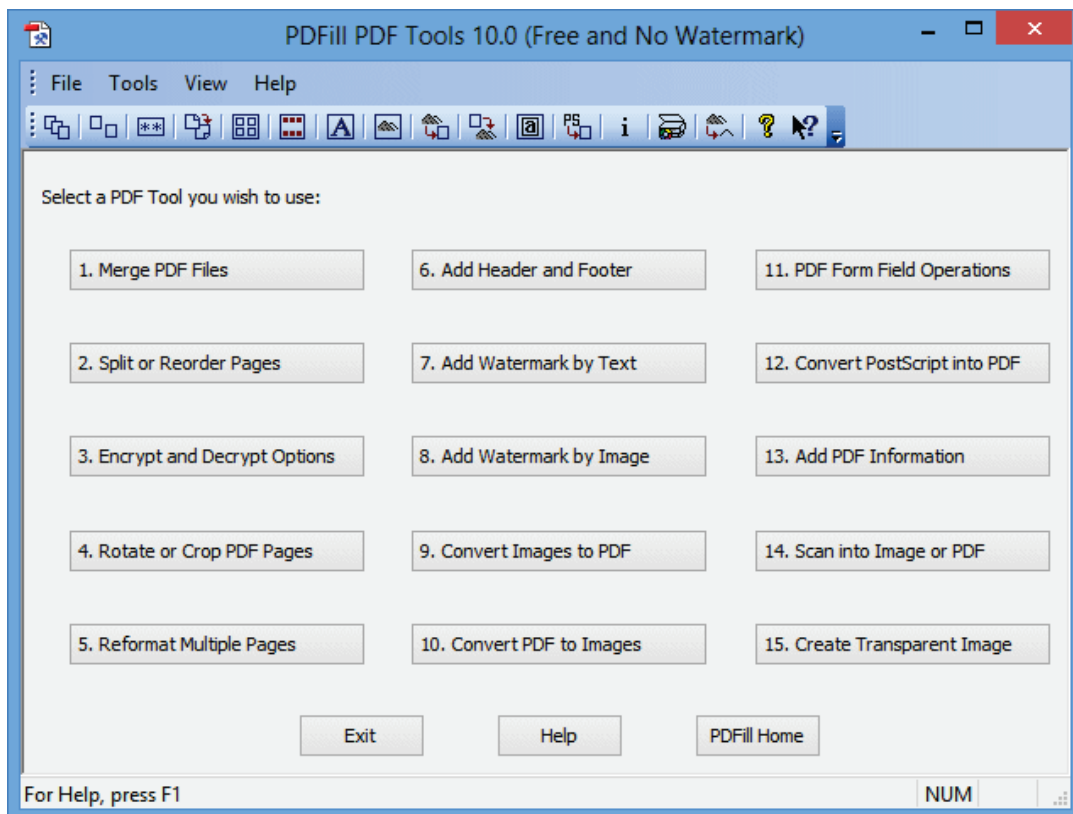 PDFill PDF Tools 10.0 (Free and No Watermark)
File Tools View Help
** A a PS i ? ?
Select a PDF Tool you wish to use:
1. Merge PDF Files
2. Split or Reorder Pages
3. Encrypt and Decrypt Options
4. Rotate or Crop PDF Pages
5. Reformat Multiple Pages
6. Add Header and Footer
7. Add Watermark by Text
8. Add Watermark by Image
9. Convert Images to PDF
10. Convert PDF to Images
11. PDF Form Field Operations
12. Convert PostScript into PDF
13. Add PDF Information
14. Scan into Image or PDF
15. Create Transparent Image
Exit Help PDFill Home
For Help, press F1 NUM